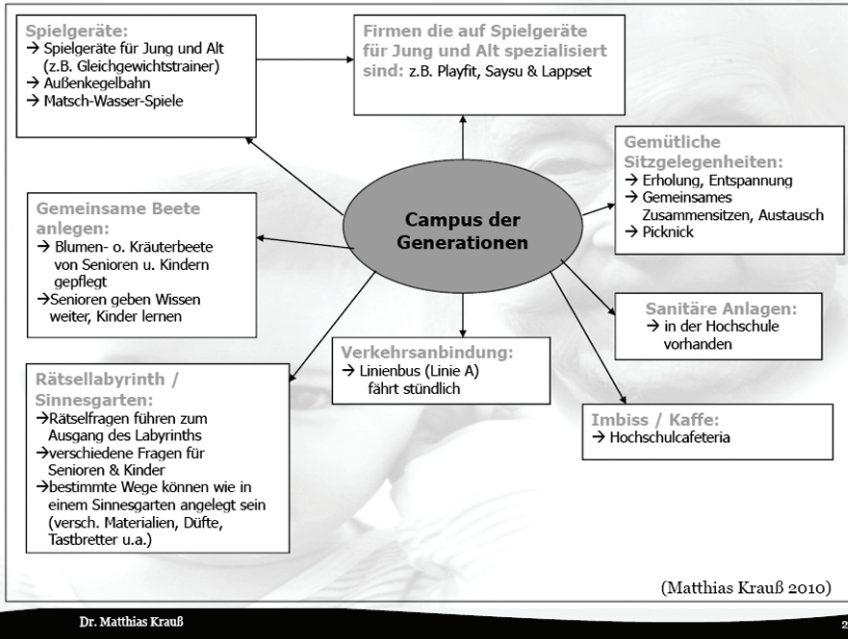 Spielgeräte:
→ Spielgeräte für Jung und Alt
(z.B. Gleichgewichtstrainer)
→ Außenkegelbahn
→ Matsch-Wasser-Spiele
Firmen die auf Spielgeräte
für Jung und Alt spezialisiert
sind: z.B. Playfit, Saysu & Lappset
Gemütliche
Sitzgelegenheiten:
→ Erholung, Entspannung
→ Gemeinsames
Zusammensitzen, Austausch
→ Picknick
Campus der
Generationen
Gemeinsame Beete
anlegen:
→ Blumen- o. Kräuterbeete
von Senioren u. Kindern
gepflegt
→Senioren geben Wissen
weiter, Kinder lernen
Sanitäre Anlagen:
→ in der Hochschule
vorhanden
Verkehrsanbindung:
→ Linienbus (Linie A)
fährt stündlich
Rätsellabyrinth /
Sinnesgarten:
→Rätselfragen führen zum
Ausgang des Labyrinths
→verschiedene Fragen für
Senioren & Kinder
→bestimmte Wege können wie in
einem Sinnesgarten angelegt sein
(versch. Materialien, Düfte,
Tastbretter u.a.)
Imbiss / Kaffe:
→ Hochschulcafeteria
(Matthias Krauß 2010)
Dr. Matthias Krauß
2